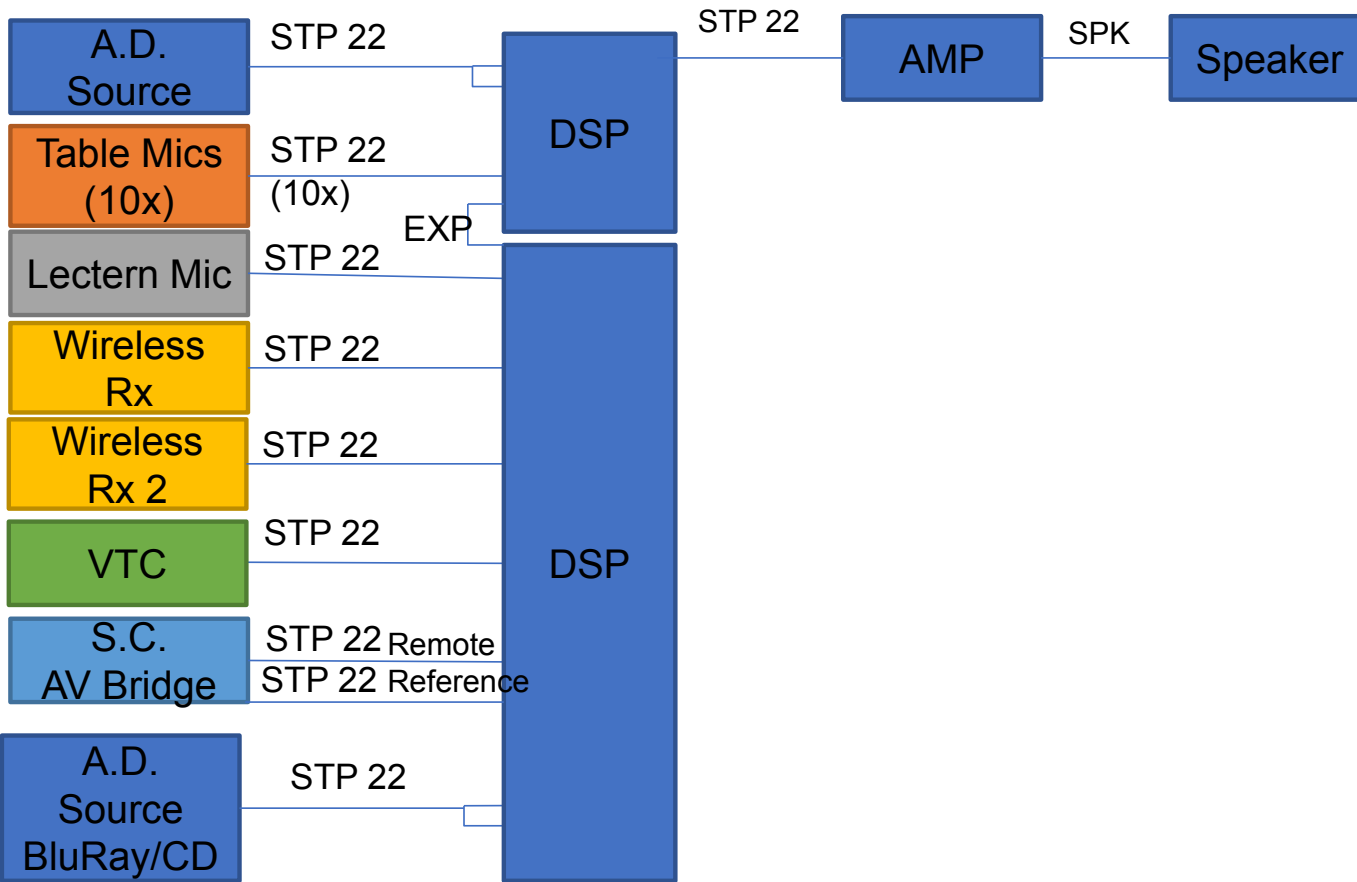 A.D.
Source
STP 22
Table Mics
(10x)
STP 22
(10x)
EXP
Lectern Mic
STP 22
Wireless
Rx
STP 22
Wireless
Rx 2
STP 22
VTC
STP 22
S.C.
AV Bridge
STP 22 Remote
STP 22 Reference
A.D.
Source
BluRay/CD
STP 22
DSP
DSP
STP 22
AMP
SPK
Speaker